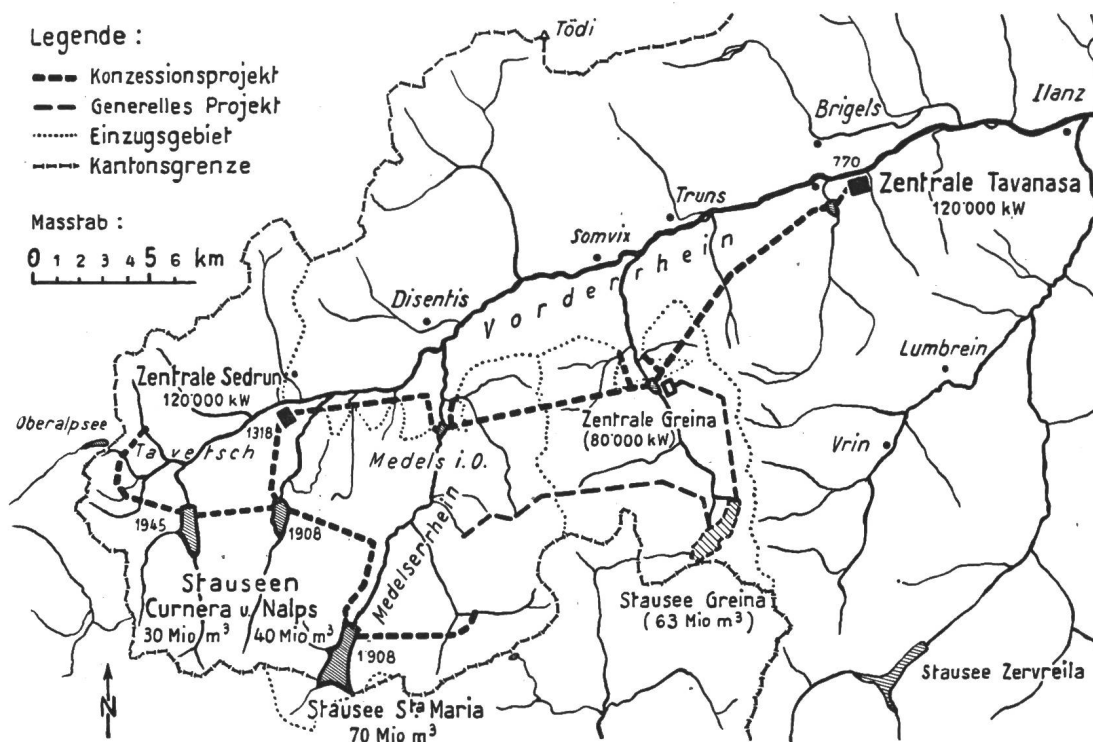 Legende :
Konzessionsprojekt
Generelles Projekt
Einzugsgebiet
Kantonsgrenze
Masstab :
0 1 2 3 4 5 6 km
Tödi
Brigels
Ilanz
770
Zentrale Tavanasa
120'000 kW
Truns
Somvix
Vorderrhein
Disentis
Lumbrein
Zentrale Sedrun
120'000 kW
Zentrale Greina
(80'000 kW)
Oberalpsee
1318
Tavetsch
Medels i.O.
Vrin
1945
1908
Medelserrhein
Stauseen
Curnera u. Nalps
30 Mio m³ 40 Mio m³
Stausee Greina
(63 Mio m³)
1908
Stausee Zervreila
N
Stausee Sta Maria
70 Mio m³